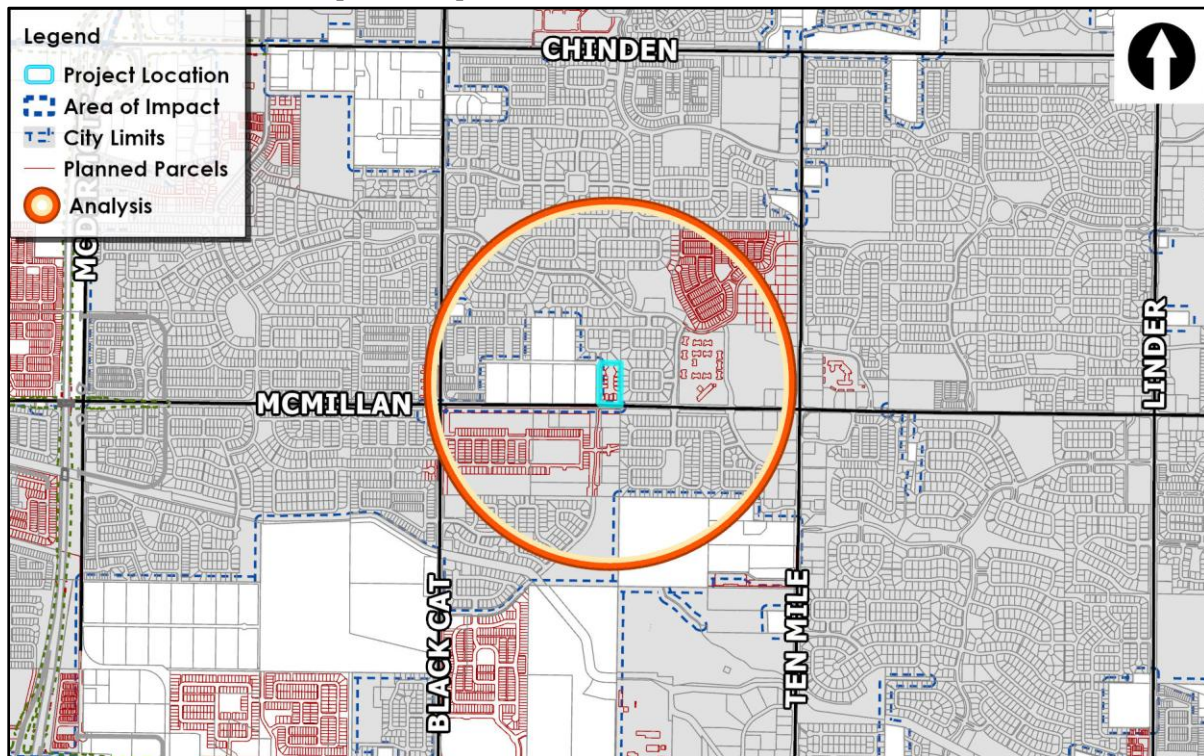 Legend
Project Location
Area of Impact
City Limits
Planned Parcels
Analysis
CHINDEN
MCMILLAN
LINDER
BLACK CAT
TEN MILE